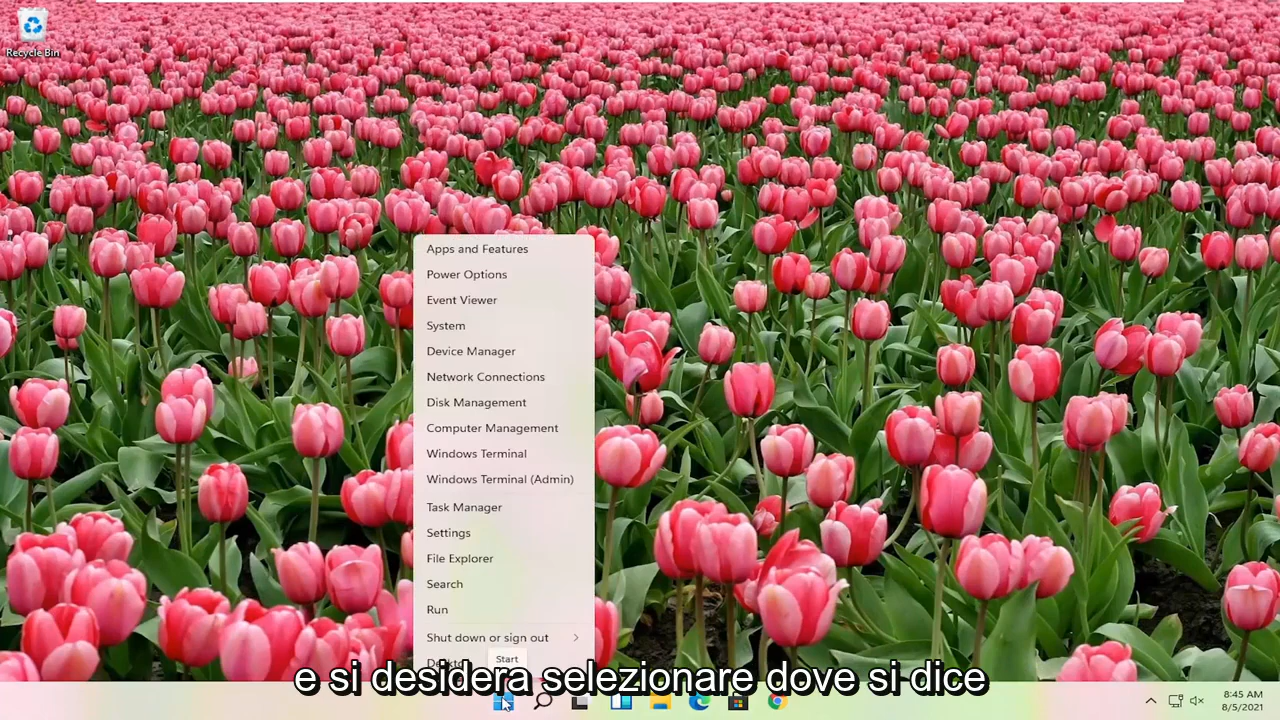 Recycle Bin
Apps and Features
Power Options
Event Viewer
System
Device Manager
Network Connections
Disk Management
Computer Management
Windows Terminal
Windows Terminal (Admin)
Task Manager
Settings
File Explorer
Search
Run
Shut down or sign out
Start
e si desidera selezionare dove si dice
8:45 AM
8/5/2021